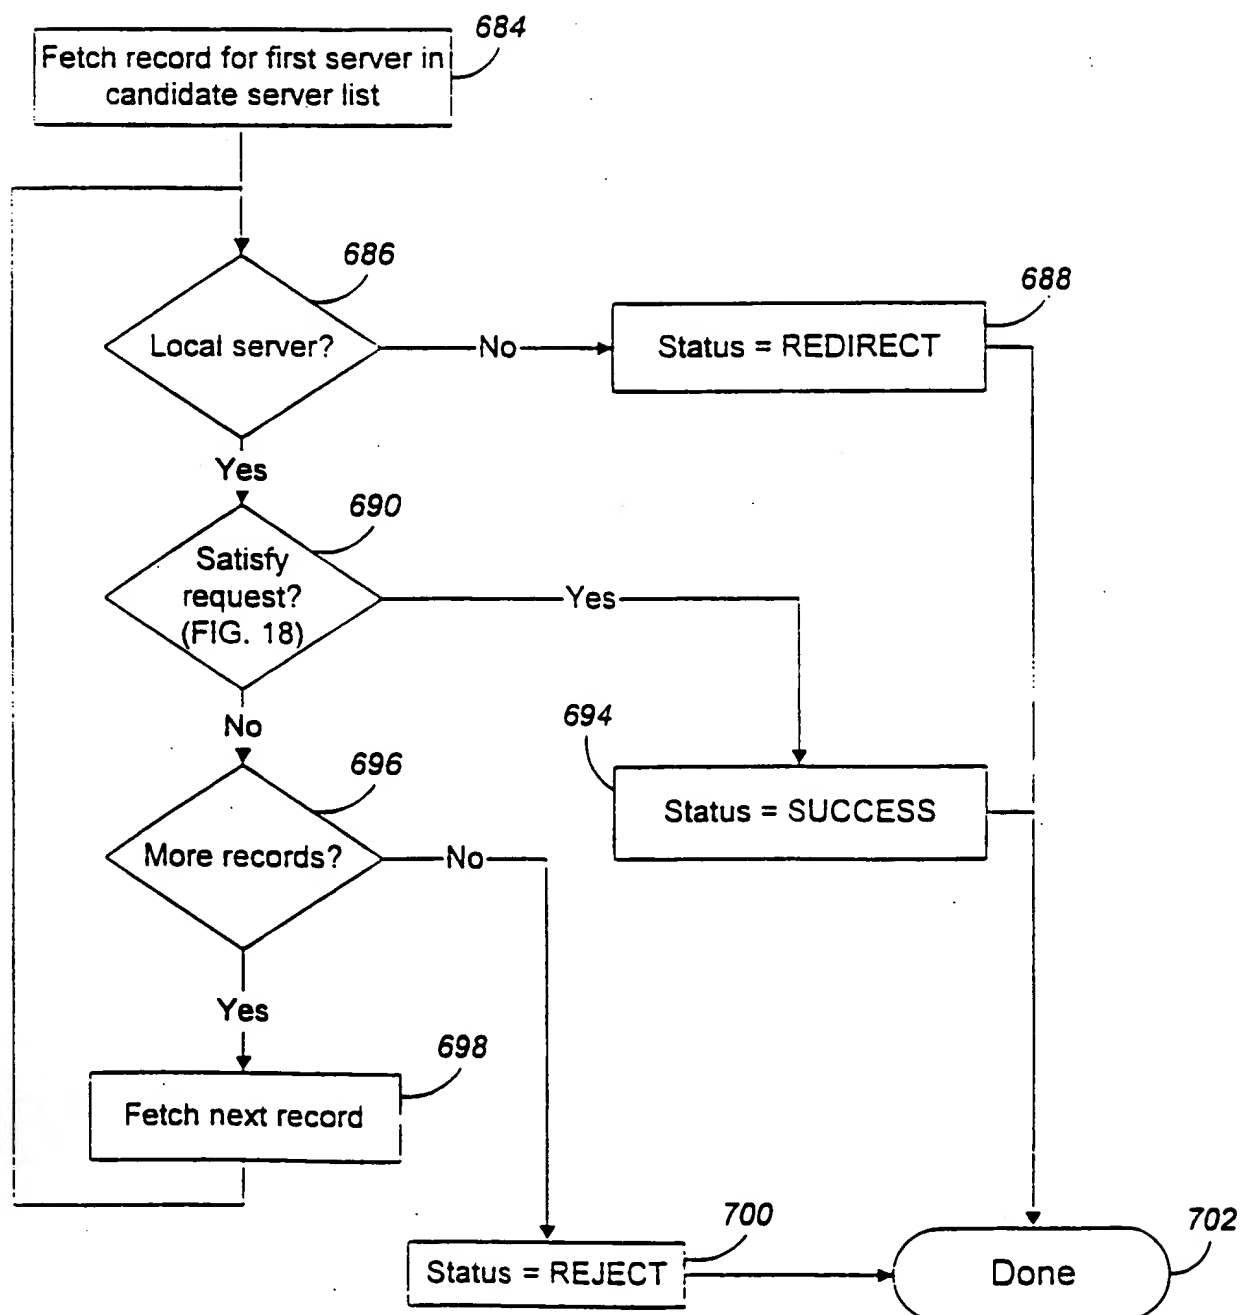 684
Fetch record for first server in
candidate server list
686
Local server?
No
688
Status = REDIRECT
Yes
690
Satisfy
request?
(FIG. 18)
Yes
No
694
Status = SUCCESS
696
More records?
No
Yes
698
Fetch next record
700
Status = REJECT
702
Done